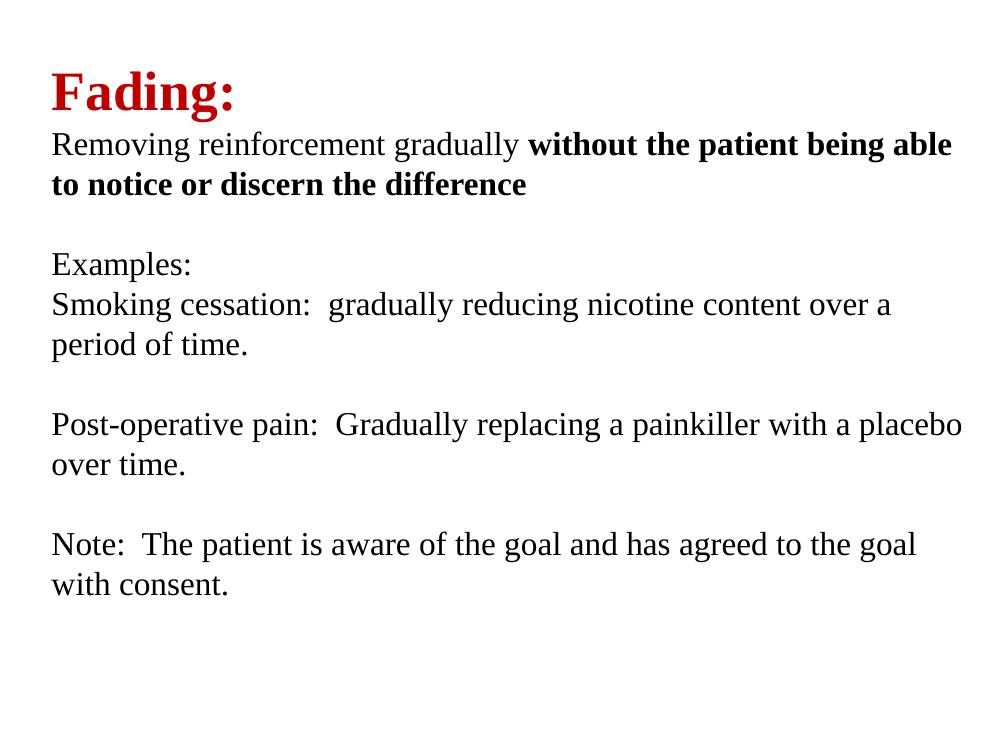 Fading:
Removing reinforcement gradually without the patient being able
to notice or discern the difference
Examples:
Smoking cessation:  gradually reducing nicotine content over a
period of time.
Post-operative pain:  Gradually replacing a painkiller with a placebo
over time.
Note:  The patient is aware of the goal and has agreed to the goal
with consent.